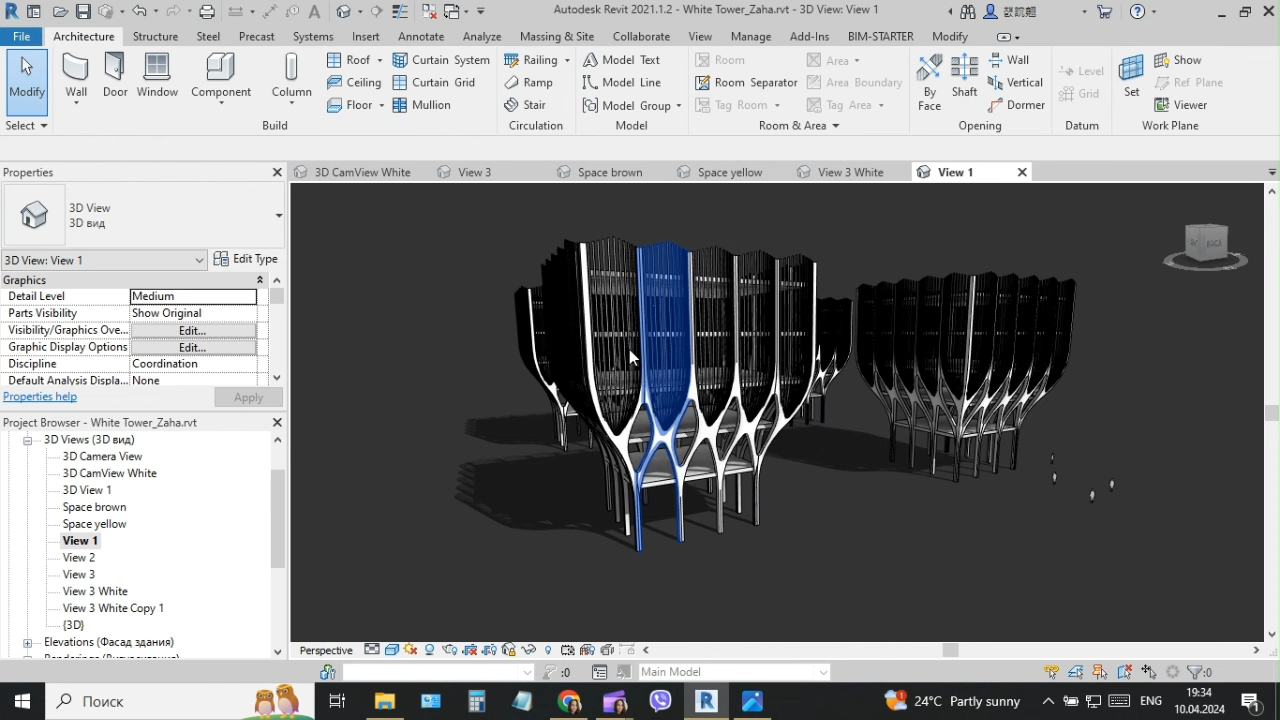 Autodesk Revit 2021.1.2 - White Tower_Zaha.rvt - 3D View: View 1
File Architecture Structure Steel Precast Systems Insert Annotate Analyze Massing & Site Collaborate View Manage Add-Ins BIM-STARTER Modify
Modify
Wall
Door
Window
Component
Column
Roof
Ceiling
Floor
Curtain System
Curtain Grid
Mullion
Railing
Ramp
Stair
Model Text
Model Line
Model Group
Room
Room Separator
Tag Room
Area
Area Boundary
Tag Area
By Face
Shaft
Wall
Vertical
Dormer
Level
Grid
Set
Show
Ref Plane
Viewer
Select Build Circulation Model Room & Area Opening Datum Work Plane
Properties
3D View
3D вид
3D View: View 1
Edit Type
Graphics
Detail Level Medium
Parts Visibility Show Original
Visibility/Graphics Ove... Edit...
Graphic Display Options Edit...
Discipline Coordination
Default Analysis Displa... None
Properties help Apply
3D CamView White View 3 Space brown Space yellow View 3 White View 1
Project Browser - White Tower_Zaha.rvt
3D Views (3D вид)
3D Camera View
3D CamView White
3D View 1
Space brown
Space yellow
View 1
View 2
View 3
View 3 White
View 3 White Copy 1
{3D}
Elevations (Фасад здания)
Perspective
:0
Main Model
:0
Поиск
24°C Partly sunny
ENG
19:34
10.04.2024
1